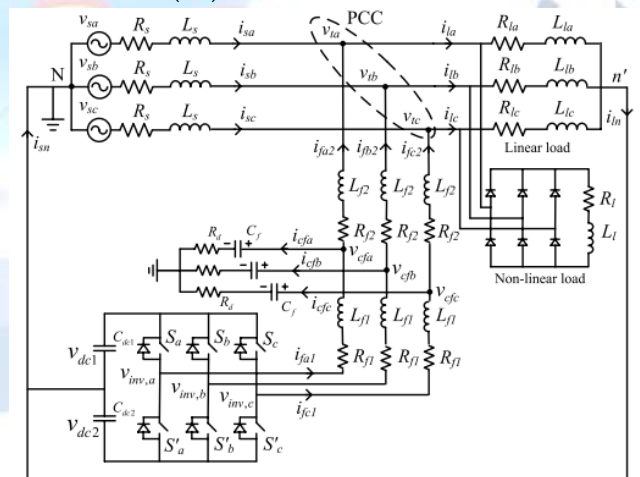 v_sa R_s L_s i_sa PCC v_ta i_la R_la L_la
N v_sb R_s L_s i_sb v_tb i_lb R_lb L_lb n'
v_sc R_s L_s i_sc v_tc i_lc R_lc L_lc
i_sn i_fa2 i_fb2 i_fc2 Linear load i_ln
L_f2 L_f2 L_f2
R_f2 R_f2 R_f2 R_l
R_d C_f i_cfa L_l
v_cfa
i_cfb v_cfb Non-linear load
R_d C_f i_cfc v_cfc
L_f1 L_f1 L_f1
C_dc1 S_a S_b S_c
v_dc1 i_fa1 R_f1 R_f1 R_f1
v_inv,a v_inv,b v_inv,c
C_dc2 i_fc1
v_dc2 S'_a S'_b S'_c